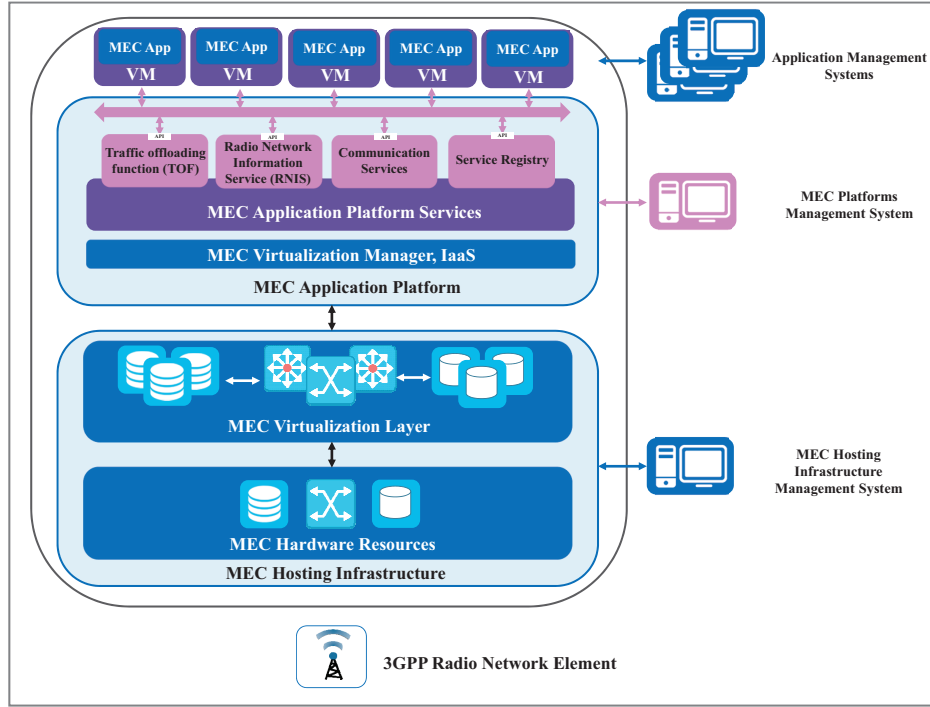 MEC App
VM
MEC App
VM
MEC App
VM
MEC App
VM
MEC App
VM
Application Management
Systems
API
API
API
API
Traffic offloading
function (TOF)
Radio Network
Information
Service (RNIS)
Communication
Services
Service Registry
MEC Application Platform Services
MEC Platforms
Management System
MEC Virtualization Manager, IaaS
MEC Application Platform
MEC Virtualization Layer
MEC Hosting
Infrastructure
Management System
MEC Hardware Resources
MEC Hosting Infrastructure
3GPP Radio Network Element